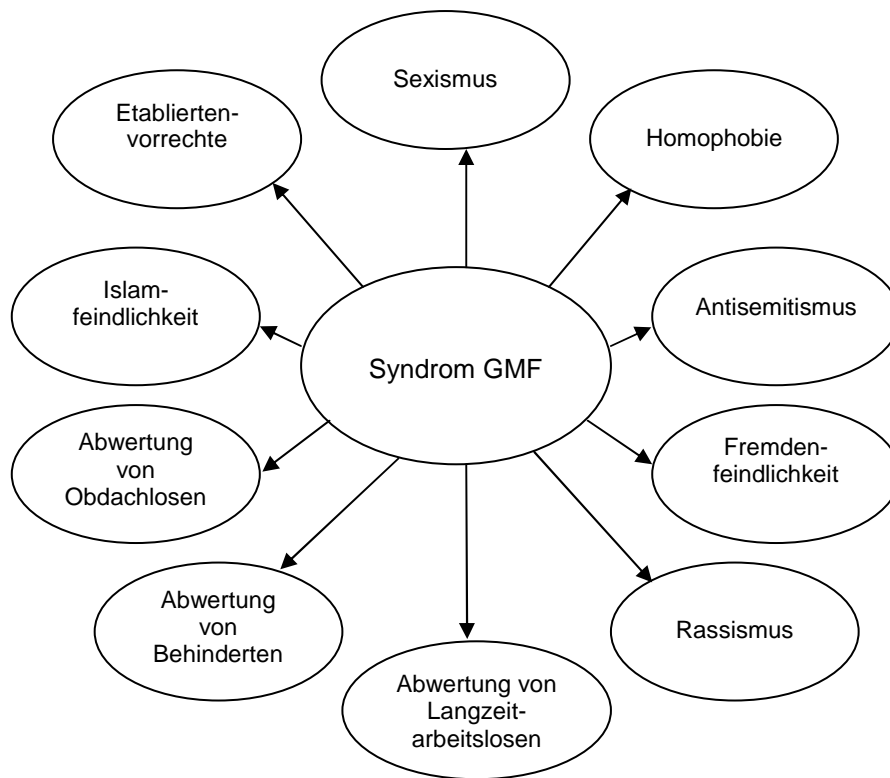 Sexismus
Etablierten-
vorrechte
Homophobie
Islam-
feindlichkeit
Antisemitismus
Syndrom GMF
Abwertung
von
Obdachlosen
Fremden-
feindlichkeit
Abwertung
von
Behinderten
Rassismus
Abwertung von
Langzeit-
arbeitslosen